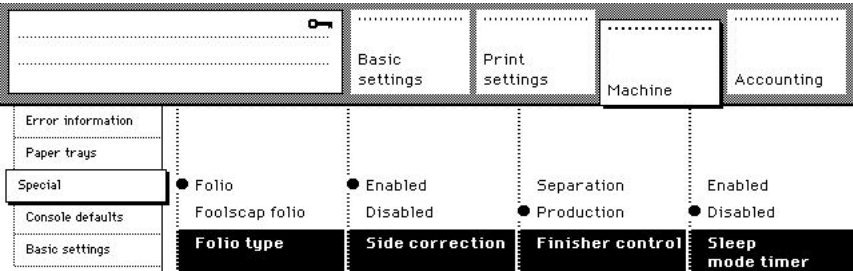 Basic
settings
Print
settings
Machine
Accounting
Error information
Paper trays
Special
Console defaults
Basic settings
Folio
Foolscap folio
Folio type
Enabled
Disabled
Side correction
Separation
Production
Finisher control
Enabled
Disabled
Sleep
mode timer